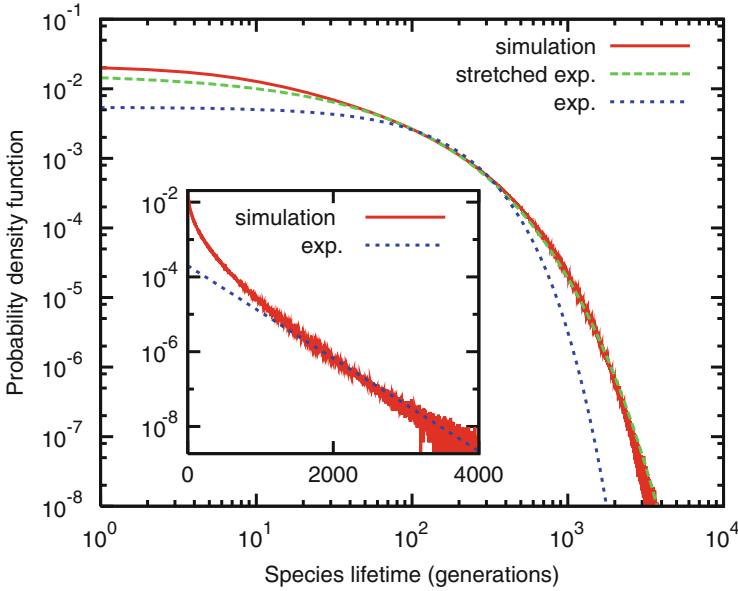 10^-1
10^-2
10^-3
10^-4
10^-5
10^-6
10^-7
10^-8
Probability density function
simulation
stretched exp.
exp.
10^-2
10^-4
10^-6
10^-8
simulation
exp.
0 2000 4000
10^0 10^1 10^2 10^3 10^4
Species lifetime (generations)